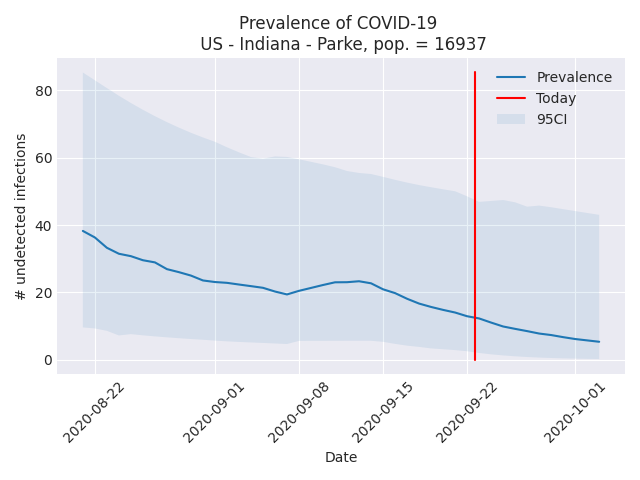 Prevalence of COVID-19
US - Indiana - Parke, pop. = 16937
# undetected infections
80
60
40
20
0
Prevalence
Today
95CI
2020-08-22
2020-09-01
2020-09-08
2020-09-15
2020-09-22
2020-10-01
Date